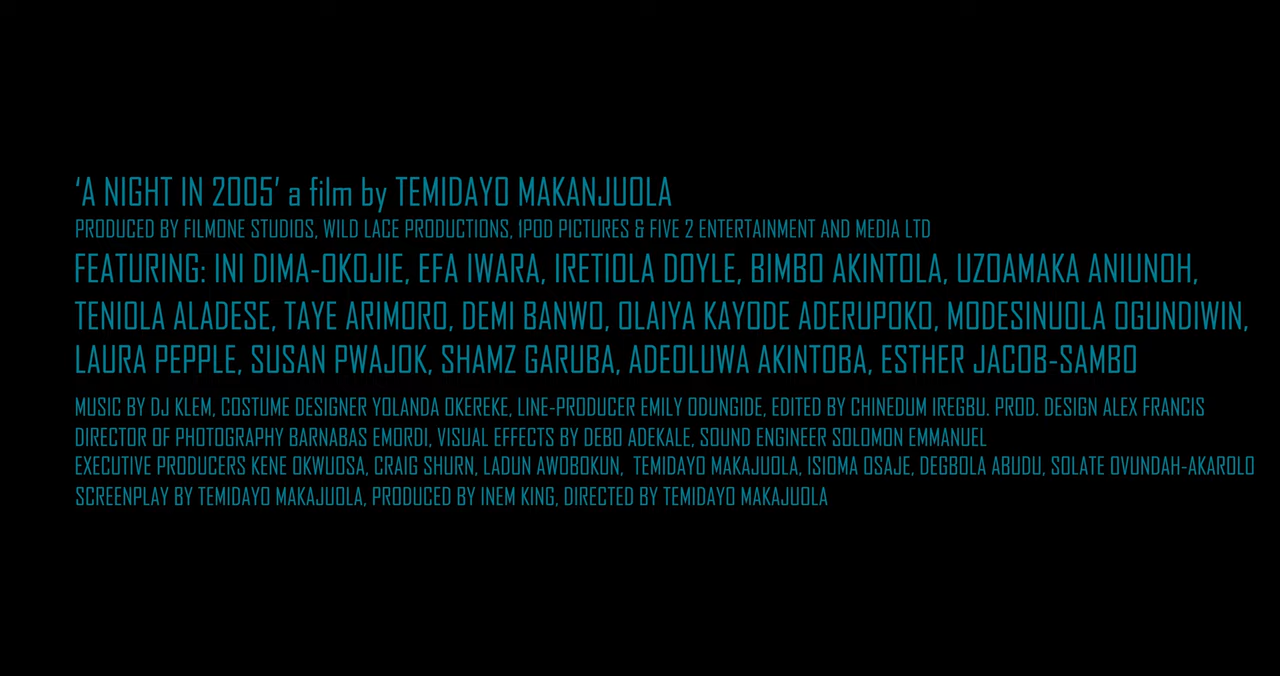 ‘A NIGHT IN 2005’ a film by TEMIDAYO MAKANJUOLA
PRODUCED BY FILMONE STUDIOS, WILD LACE PRODUCTIONS, 1POD PICTURES & FIVE 2 ENTERTAINMENT AND MEDIA LTD
FEATURING: INI DIMA-OKOJIE, EFA IWARA, IRETIOLA DOYLE, BIMBO AKINTOLA, UZOAMAKA ANIUNOH,
TENIOLA ALADESE, TAYE ARIMORO, DEMI BANWO, OLAIYA KAYODE ADERUPOKO, MODESINUOLA OGUNDIWIN,
LAURA PEPPLE, SUSAN PWAJOK, SHAMZ GARUBA, ADEOLUWA AKINTOBA, ESTHER JACOB-SAMBO
MUSIC BY DJ KLEM, COSTUME DESIGNER YOLANDA OKEREKE, LINE-PRODUCER EMILY ODUNGIDE, EDITED BY CHINEDUM IREGBU. PROD. DESIGN ALEX FRANCIS
DIRECTOR OF PHOTOGRAPHY BARNABAS EMORDI, VISUAL EFFECTS BY DEBO ADEKALE, SOUND ENGINEER SOLOMON EMMANUEL
EXECUTIVE PRODUCERS KENE OKWUOSA, CRAIG SHURN, LADUN AWOBOKUN, TEMIDAYO MAKAJUOLA, ISIOMA OSAJE, DEGBOLA ABUDU, SOLATE OVUNDAH-AKAROLO
SCREENPLAY BY TEMIDAYO MAKAJUOLA, PRODUCED BY INEM KING, DIRECTED BY TEMIDAYO MAKAJUOLA